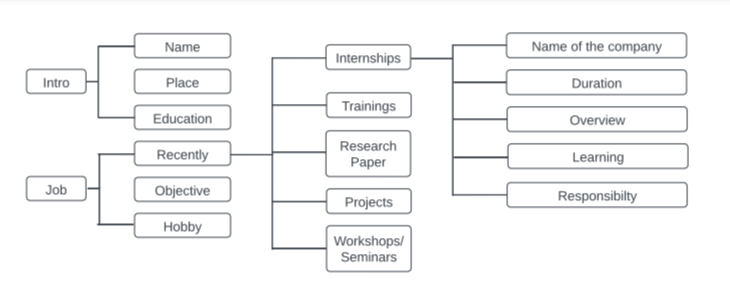 Intro
Name
Place
Education
Job
Recently
Objective
Hobby
Internships
Trainings
Research
Paper
Projects
Workshops/
Seminars
Name of the company
Duration
Overview
Learning
Responsibilty